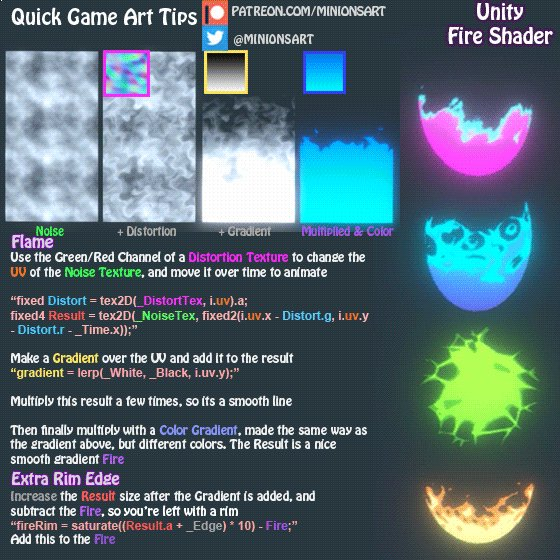 Quick Game Art Tips
PATREON.COM/MINIONSART
@MINIONSART
Unity
Fire Shader
Noise
+ Distortion
+ Gradient
Multiplied & Color
Flame
Use the Green/Red Channel of a Distortion Texture to change the
UV of the Noise Texture, and move it over time to animate
“fixed Distort = tex2D(_DistortTex, i.uv).a;
fixed4 Result = tex2D(_NoiseTex, fixed2(i.uv.x - Distort.g, i.uv.y
- Distort.r - _Time.x));”
Make a Gradient over the UV and add it to the result
“gradient = lerp(_White, _Black, i.uv.y);”
Multiply this result a few times, so its a smooth line
Then finally multiply with a Color Gradient, made the same way as
the gradient above, but different colors. The Result is a nice
smooth gradient Fire
Extra Rim Edge
Increase the Result size after the Gradient is added, and
subtract the Fire, so you're left with a rim
“fireRim = saturate((Result.a + _Edge) * 10) - Fire;”
Add this to the Fire